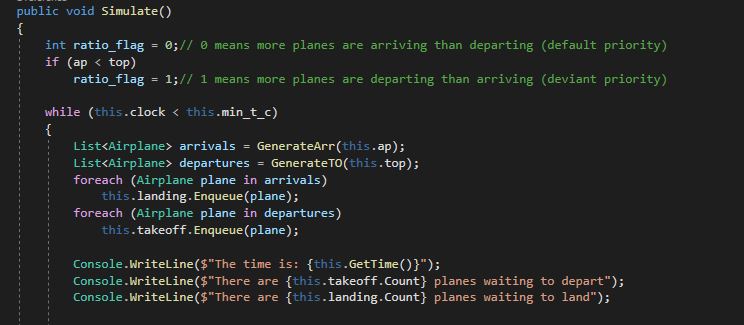 public void Simulate()
{
int ratio_flag = 0;// 0 means more planes are arriving than departing (default priority)
if (ap < top)
ratio_flag = 1;// 1 means more planes are departing than arriving (deviant priority)
while (this.clock < this.min_t_c)
{
List<Airplane> arrivals = GenerateArr(this.ap);
List<Airplane> departures = GenerateTO(this.top);
foreach (Airplane plane in arrivals)
this.landing.Enqueue(plane);
foreach (Airplane plane in departures)
this.takeoff.Enqueue(plane);
Console.WriteLine($"The time is: {this.GetTime()}");
Console.WriteLine($"There are {this.takeoff.Count} planes waiting to depart");
Console.WriteLine($"There are {this.landing.Count} planes waiting to land");